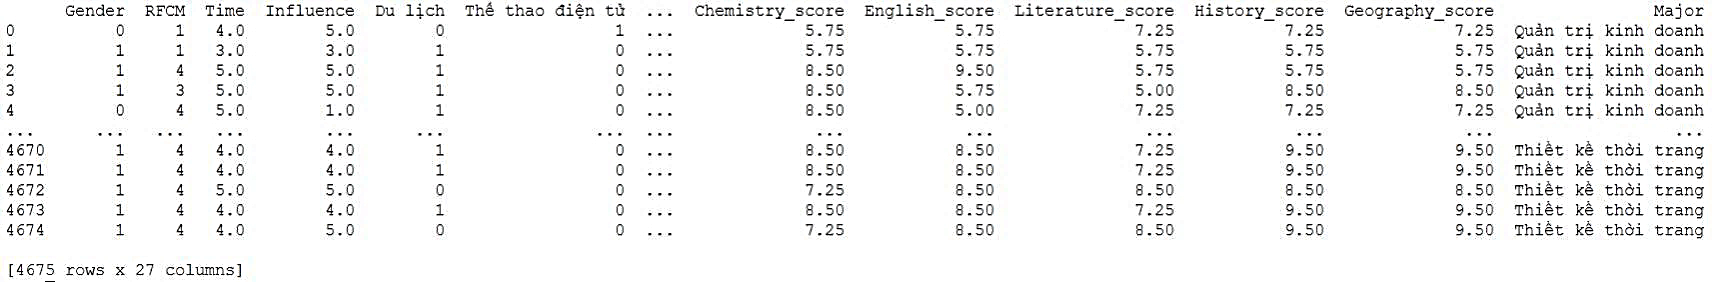 Gender RFCM Time Influence Du lịch Thể thao điện tử ... Chemistry_score English_score Literature_score History_score Geography_score Major
0 0 1 4.0 5.0 0 1 ... 5.75 5.75 7.25 7.25 7.25 Quản trị kinh doanh
1 1 1 3.0 3.0 1 0 ... 5.75 5.75 5.75 5.75 5.75 Quản trị kinh doanh
2 1 4 5.0 5.0 1 0 ... 8.50 9.50 5.75 5.75 5.75 Quản trị kinh doanh
3 1 3 5.0 5.0 1 0 ... 8.50 5.75 5.00 8.50 8.50 Quản trị kinh doanh
4 0 4 5.0 1.0 1 0 ... 8.50 5.00 7.25 7.25 7.25 Quản trị kinh doanh
... ... ... ... ... ... ... ... ... ... ... ... ... ...
4670 1 4 4.0 4.0 1 0 ... 8.50 8.50 7.25 9.50 9.50 Thiết kế thời trang
4671 1 4 4.0 4.0 1 0 ... 8.50 8.50 7.25 9.50 9.50 Thiết kế thời trang
4672 1 4 5.0 5.0 0 0 ... 7.25 8.50 8.50 8.50 8.50 Thiết kế thời trang
4673 1 4 4.0 4.0 1 0 ... 8.50 8.50 7.25 9.50 9.50 Thiết kế thời trang
4674 1 4 4.0 5.0 0 0 ... 7.25 8.50 8.50 9.50 9.50 Thiết kế thời trang
[4675 rows x 27 columns]